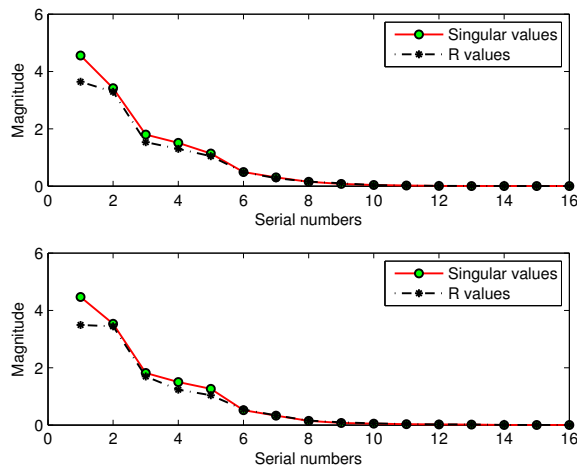 6
4
2
0
Magnitude
Singular values
R values
0 2 4 6 8 10 12 14 16
Serial numbers
6
4
2
0
Magnitude
Singular values
R values
0 2 4 6 8 10 12 14 16
Serial numbers